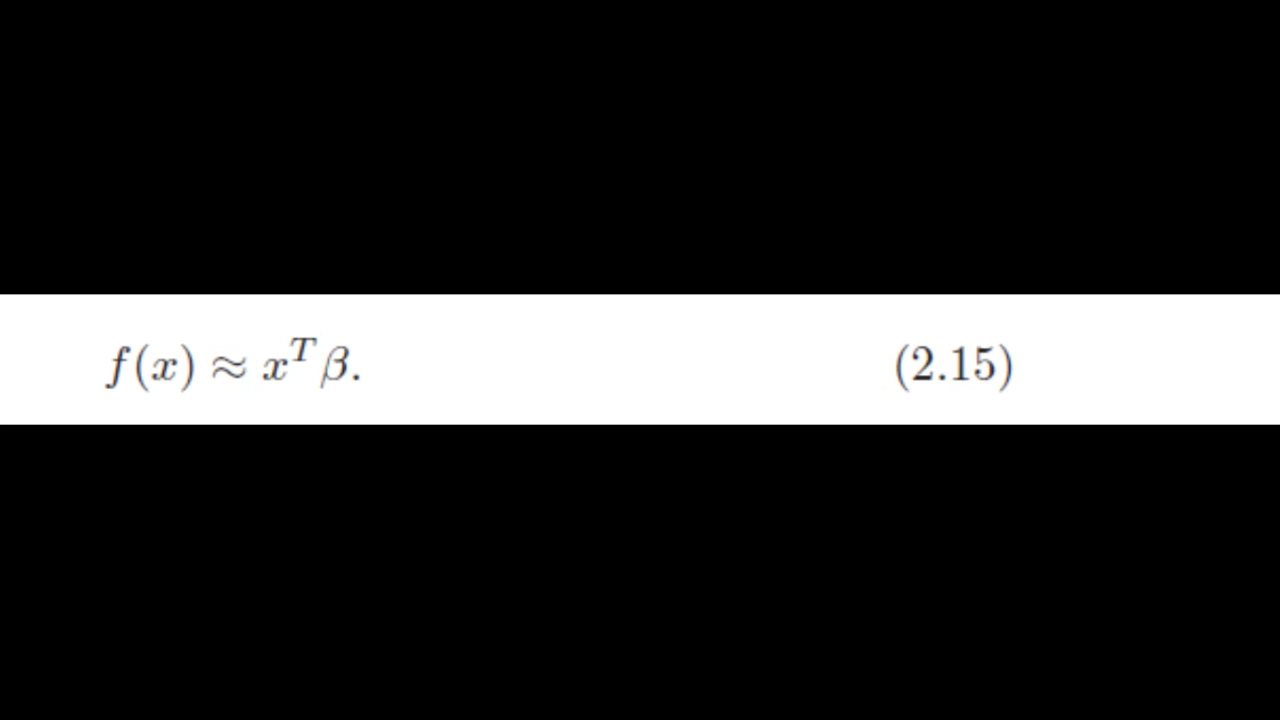 f(x) ≈ x^T β. (2.15)